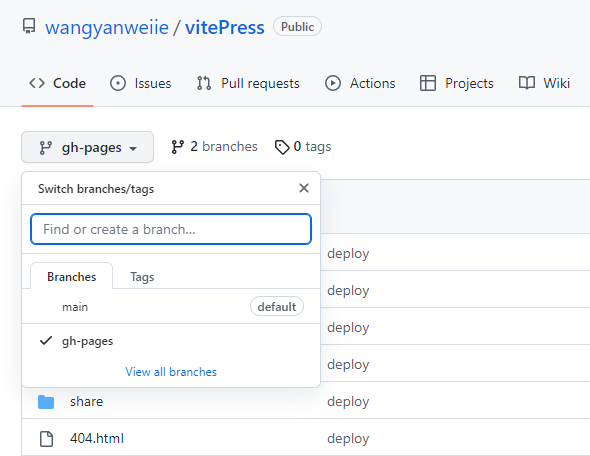 wangyanweiie / vitePress Public
Code Issues Pull requests Actions Projects Wiki
gh-pages 2 branches 0 tags
Switch branches/tags
Find or create a branch...
Branches Tags
deploy
main default
deploy
deploy
gh-pages
deploy
View all branches
share deploy
404.html deploy